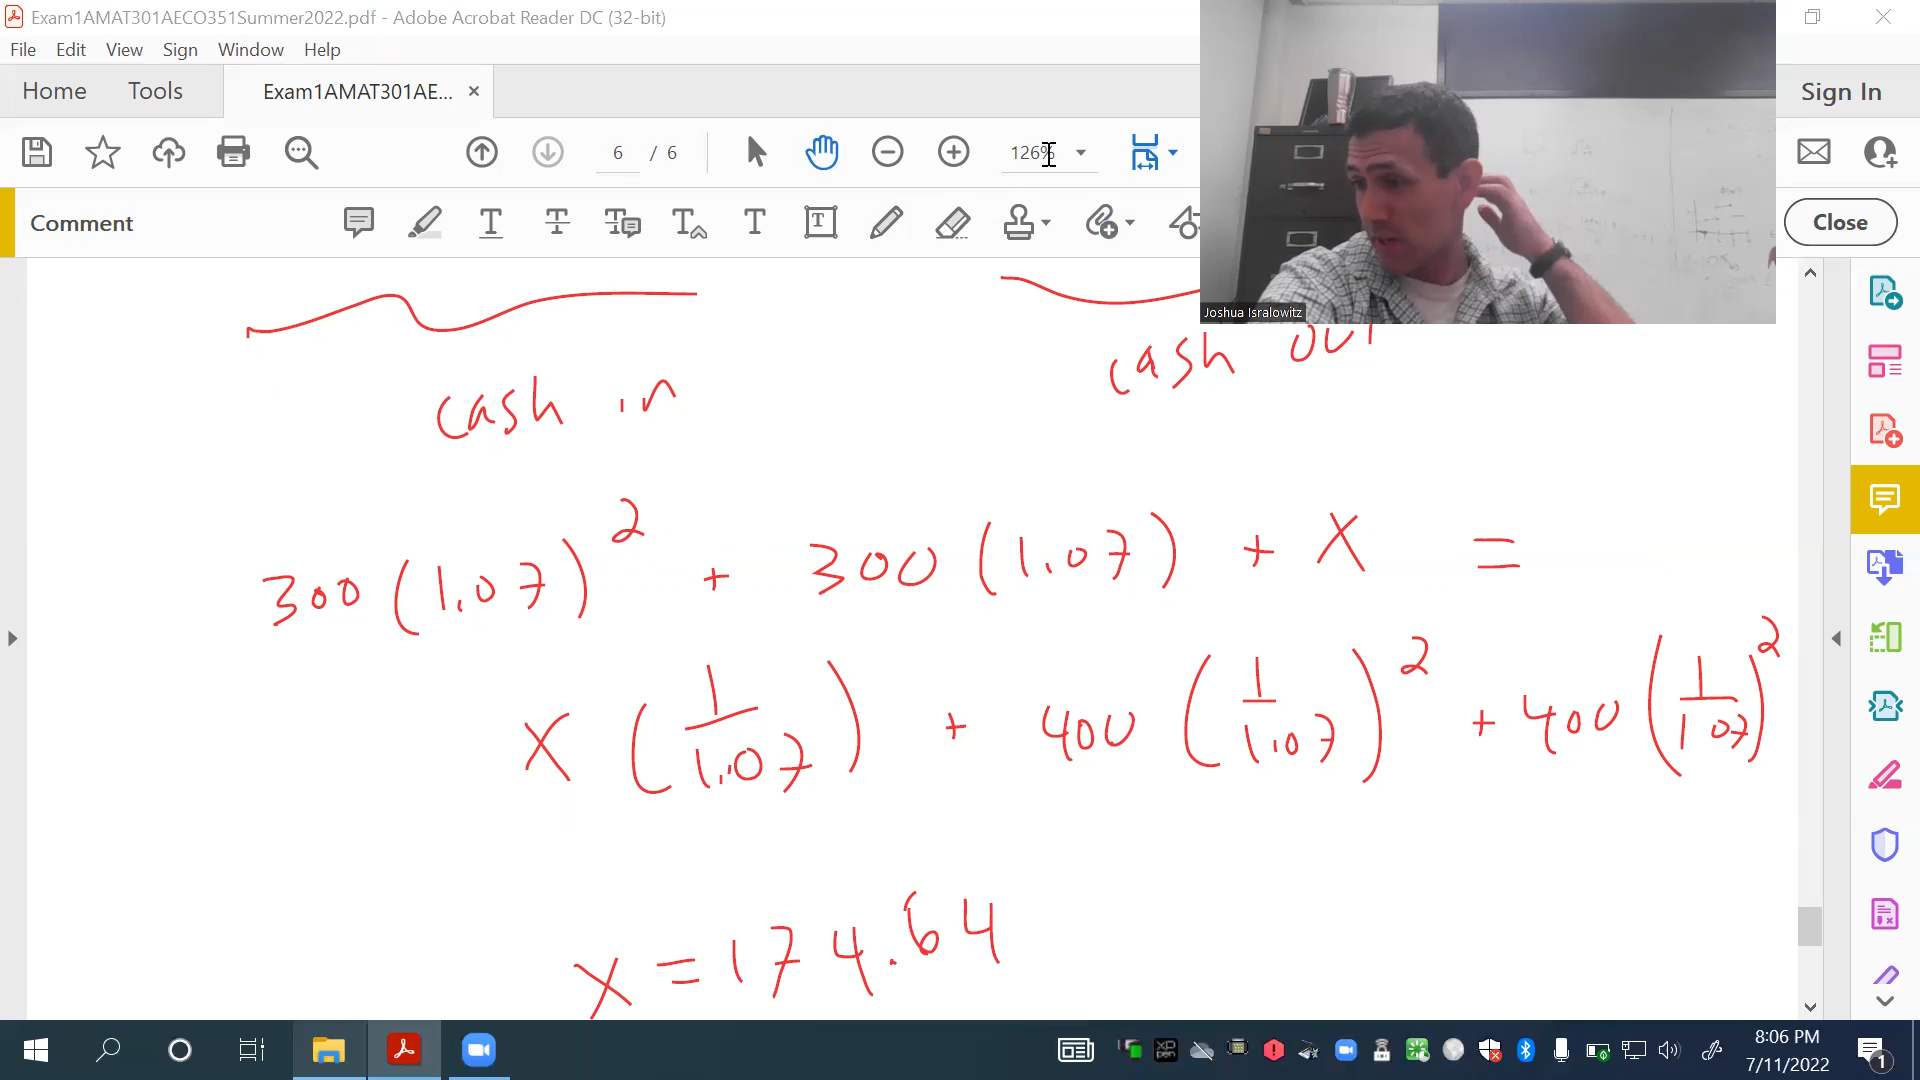 Exam1AMAT301AECO351Summer2022.pdf - Adobe Acrobat Reader DC (32-bit)
File Edit View Sign Window Help
Home Tools Exam1AMAT301AE... × Sign In
6 / 6 126%
Comment Close
Joshua Isralowitz
cash in cash out
300 (1.07)² + 300 (1.07) + X =
X (1/1.07) + 400 (1/1.07)² + 400 (1/1.07)²
X = 174.64
8:06 PM
7/11/2022
1